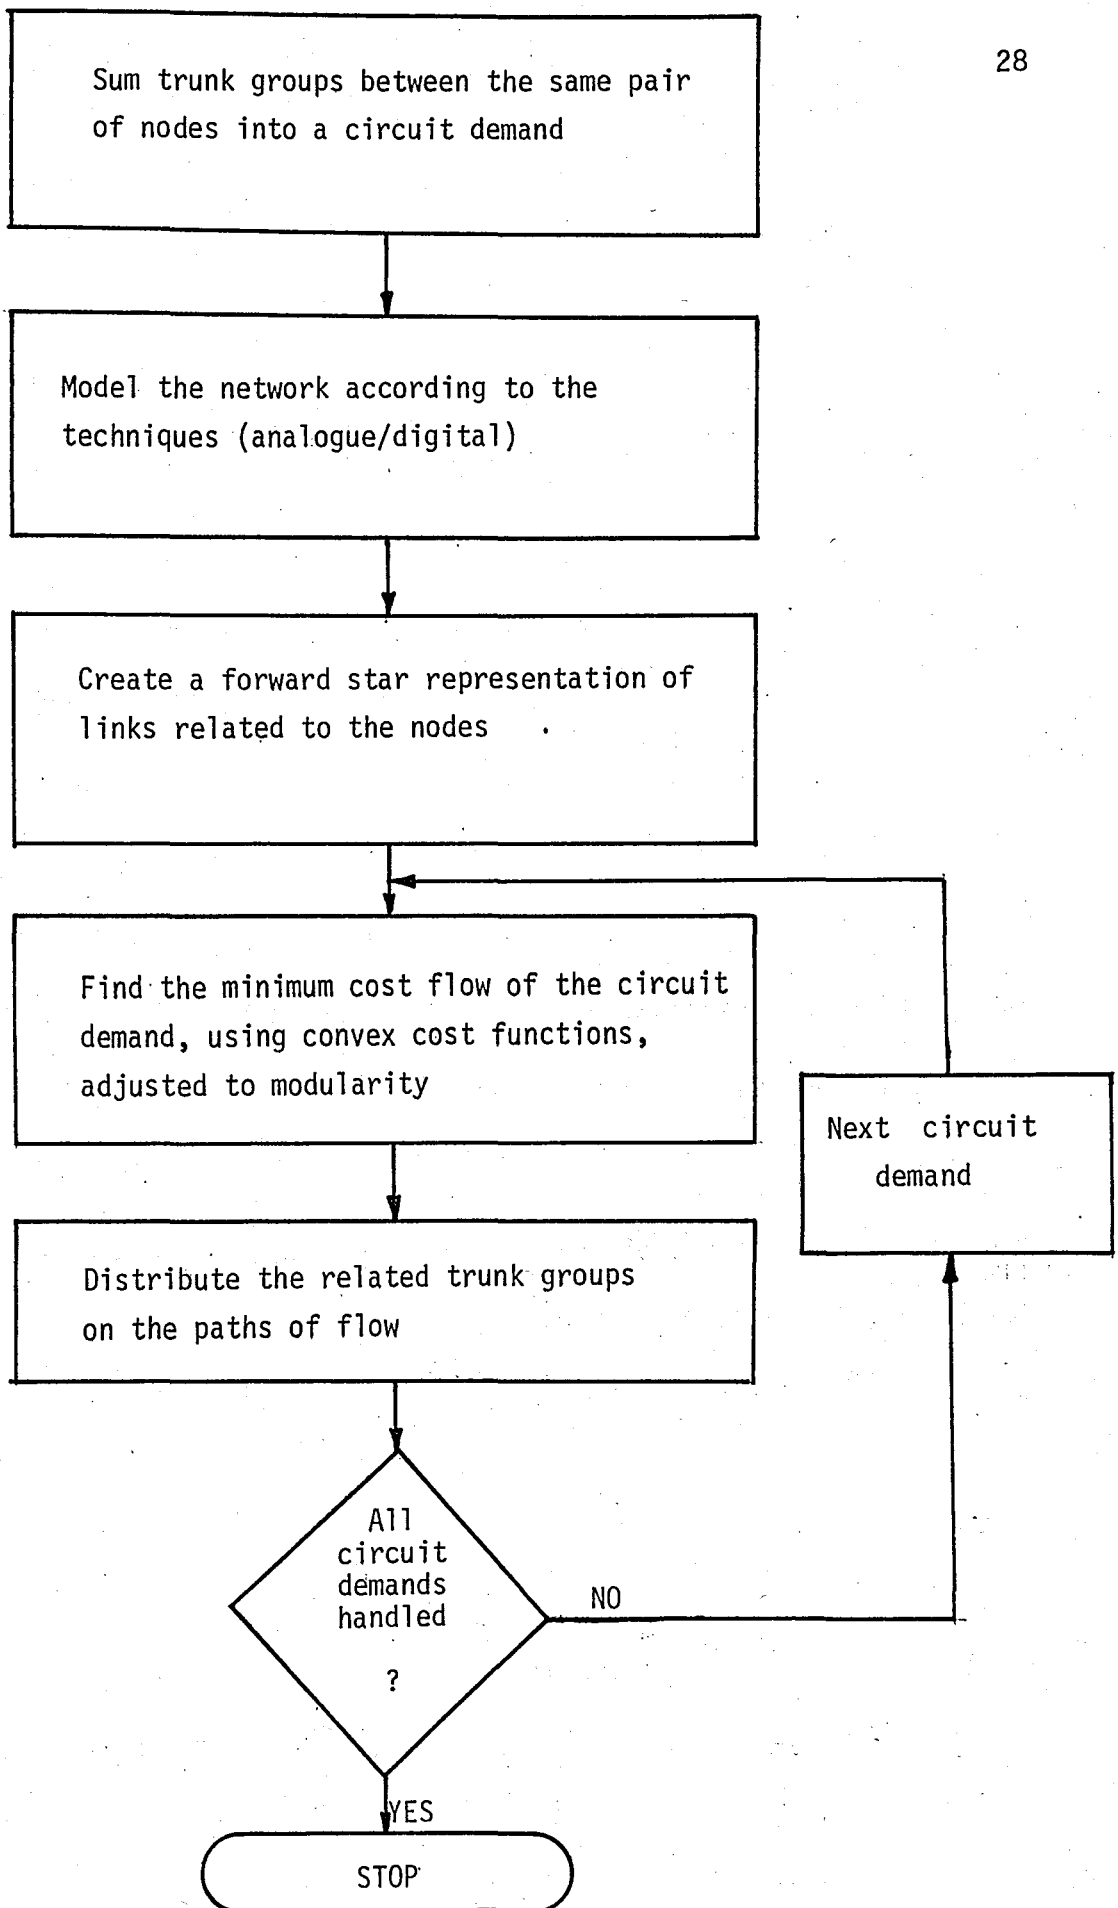 28
Sum trunk groups between the same pair
of nodes into a circuit demand
Model the network according to the
techniques (analogue/digital)
Create a forward star representation of
links related to the nodes
Find the minimum cost flow of the circuit
demand, using convex cost functions,
adjusted to modularity
Next circuit
demand
Distribute the related trunk groups
on the paths of flow
All
circuit
demands
handled
?
NO
YES
STOP